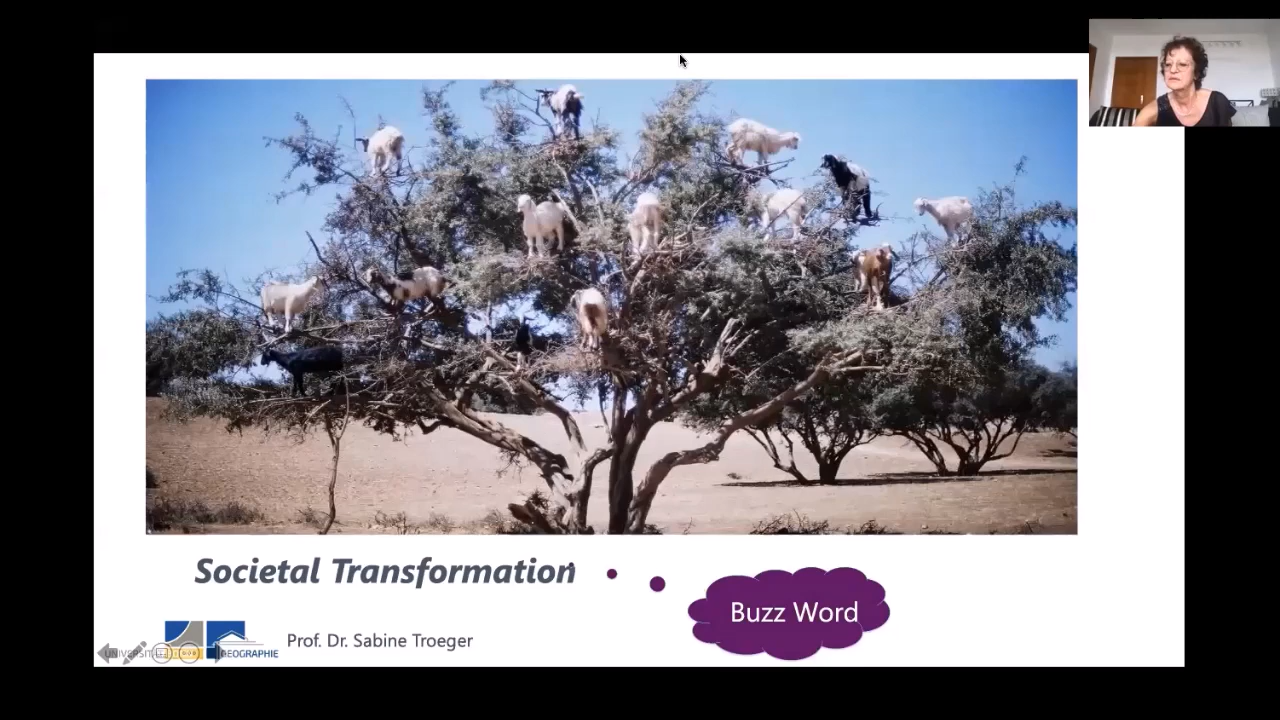 Societal Transformation
Buzz Word
Prof. Dr. Sabine Troeger
GEOGRAPHIE